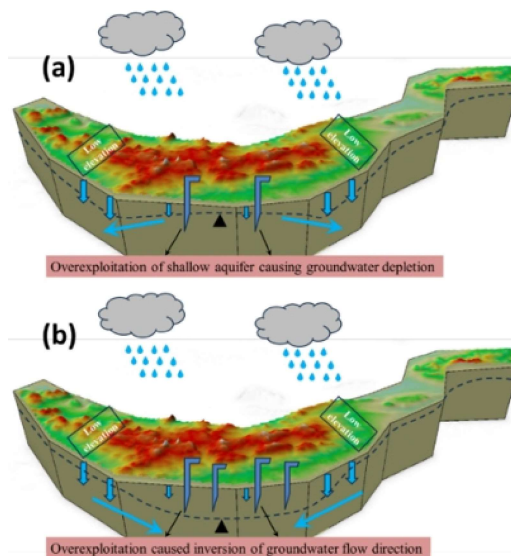 (a)
Low
elevation
Low
elevation
Overexploitation of shallow aquifer causing groundwater depletion
(b)
Low
elevation
Low
elevation
Overexploitation caused inversion of groundwater flow direction